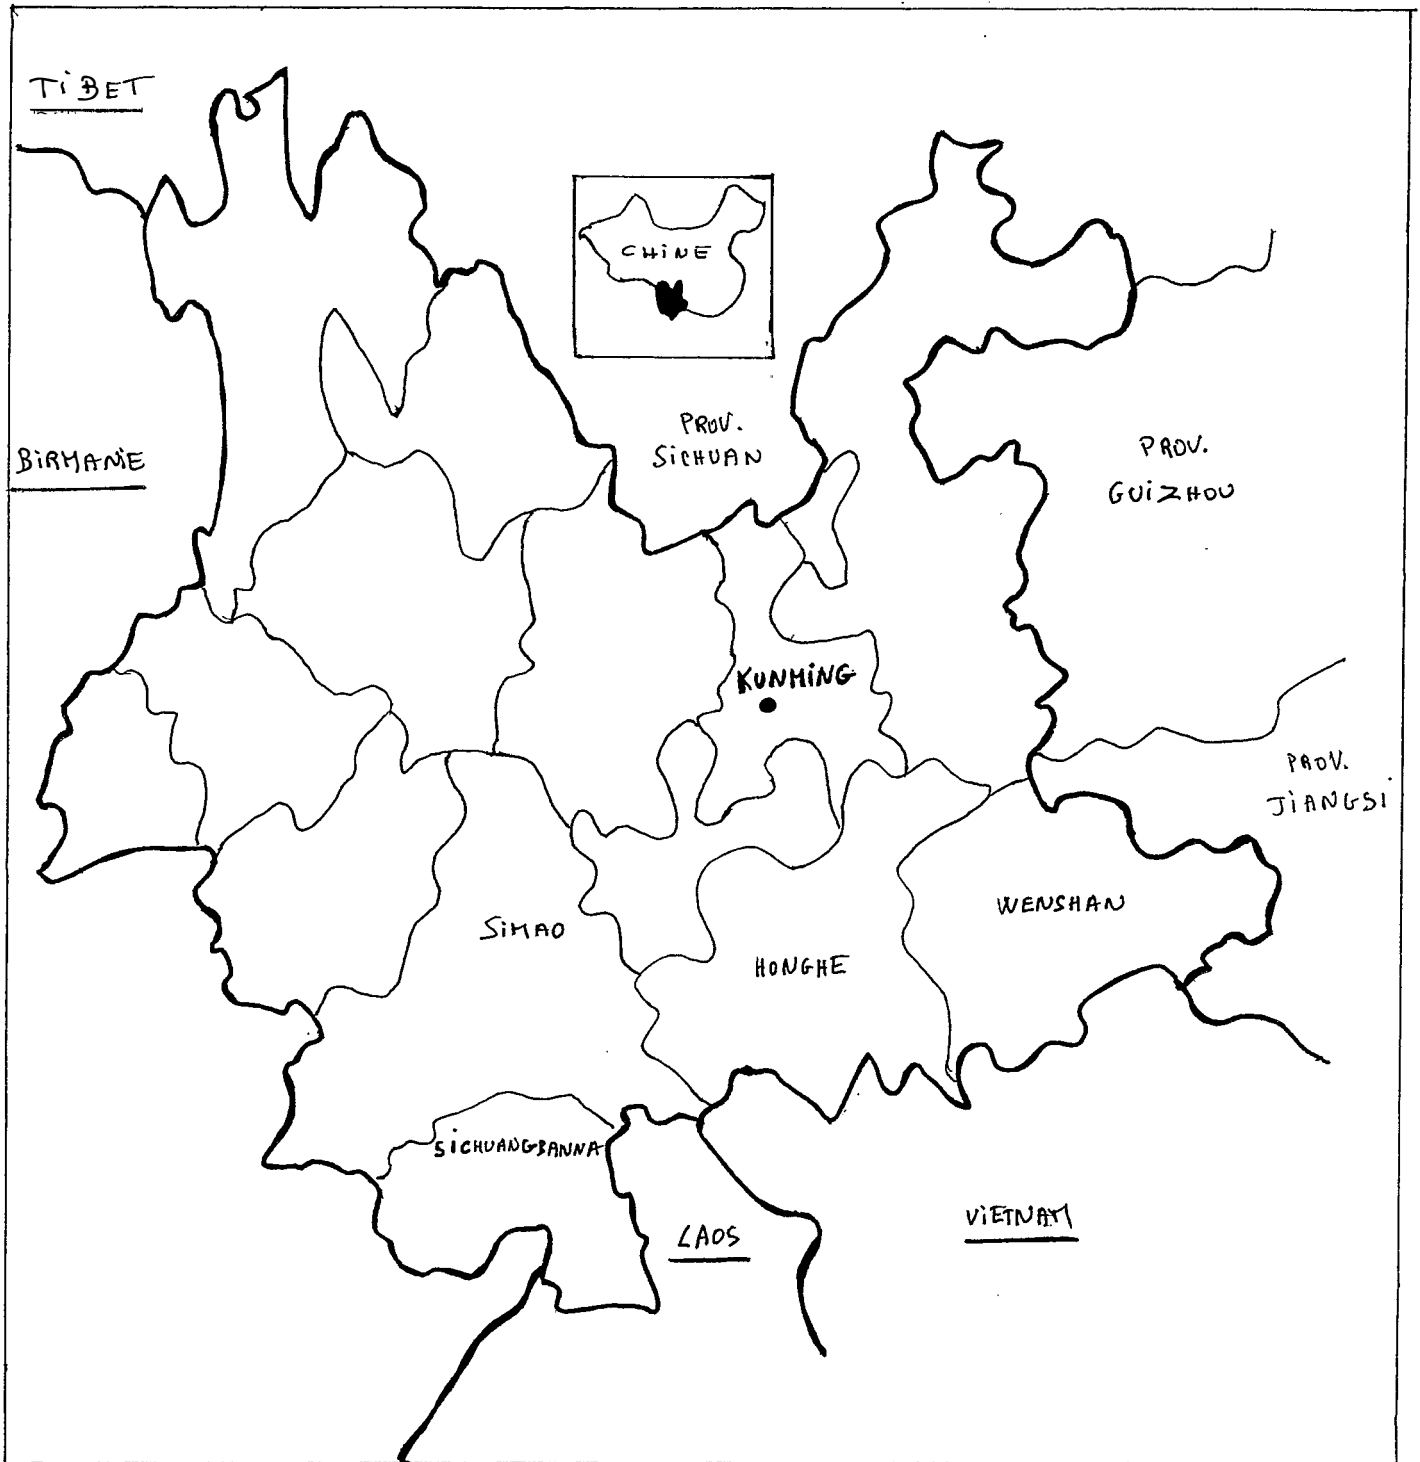 TIBET
CHINE
PROV.
SICHUAN
BIRMANIE
PROV.
GUIZHOU
KUNMING
PROV.
JIANGSI
SIMAO
WENSHAN
HONGHE
SICHUANGBANNA
LAOS
VIETNAM